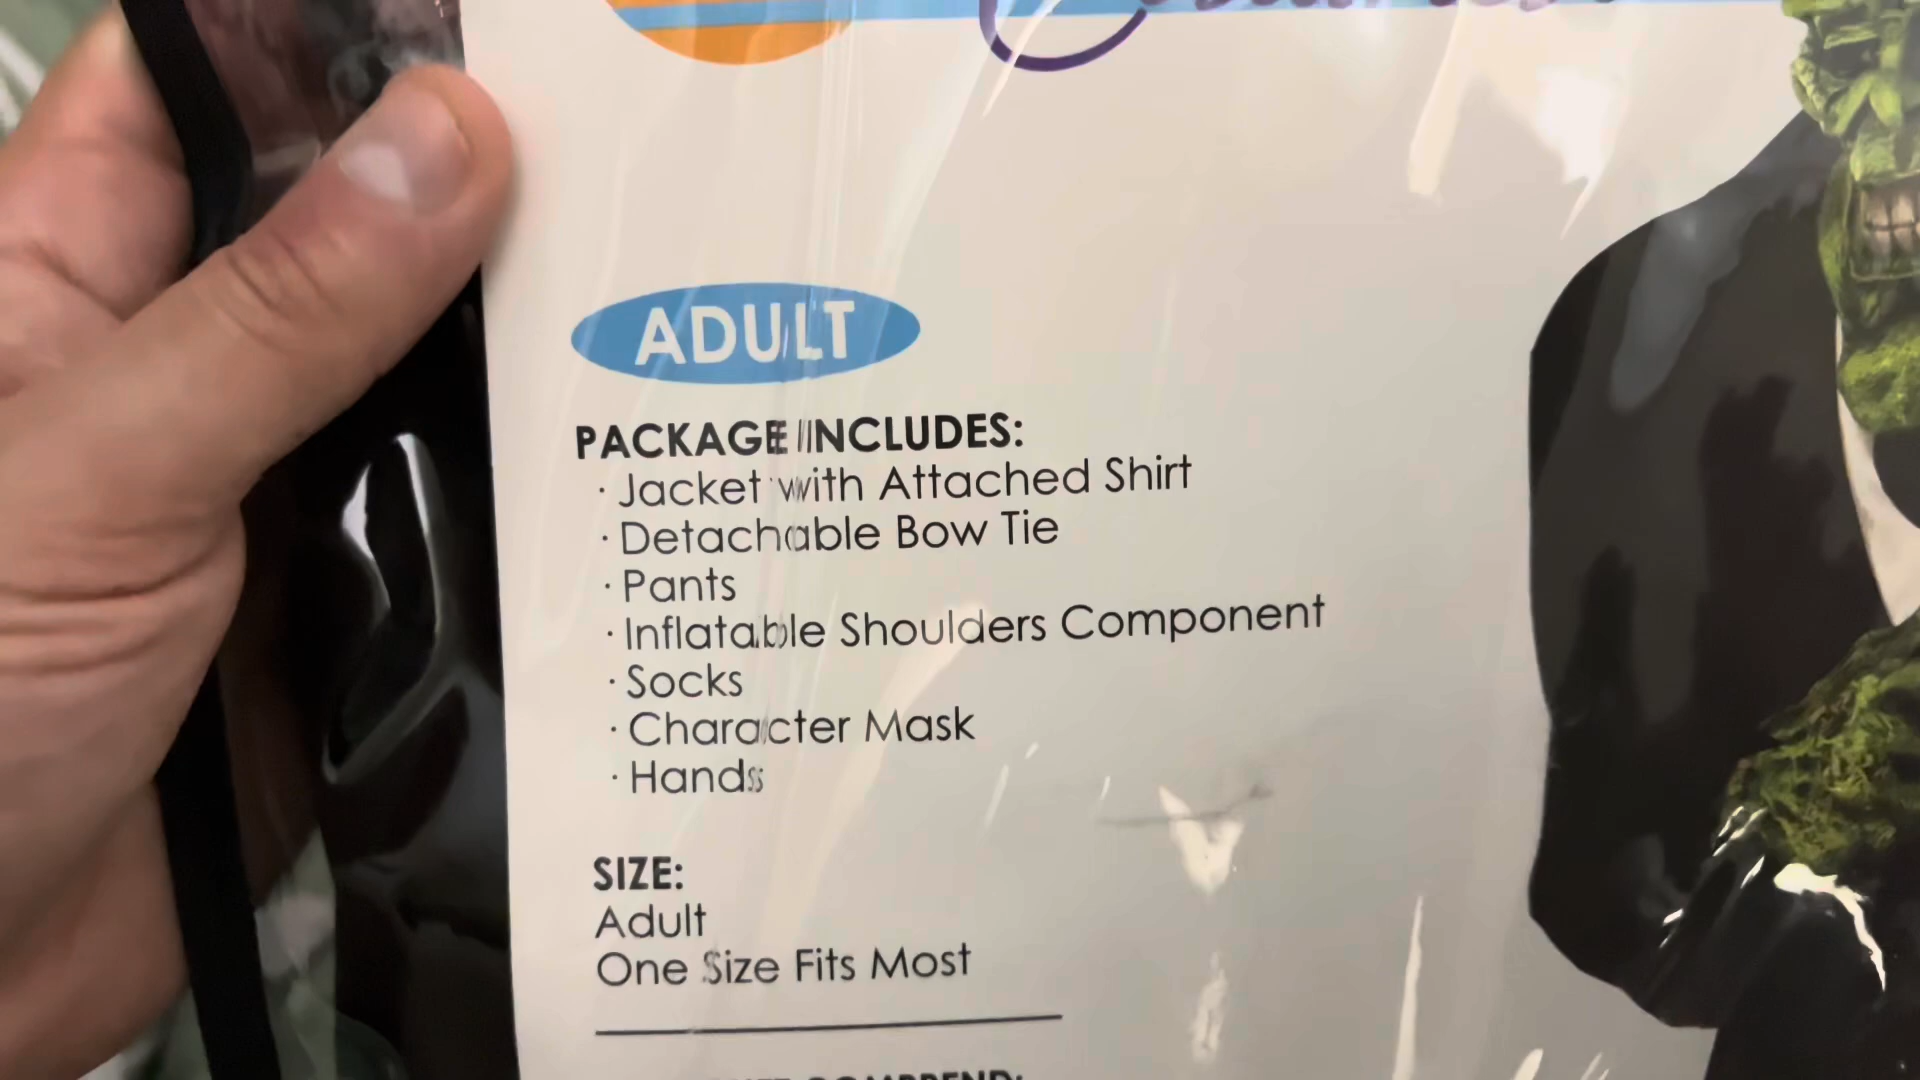 ADULT
PACKAGE INCLUDES:
· Jacket with Attached Shirt
· Detachable Bow Tie
· Pants
· Inflatable Shoulders Component
· Socks
· Character Mask
· Hands
SIZE:
Adult
One Size Fits Most
COMPREND: